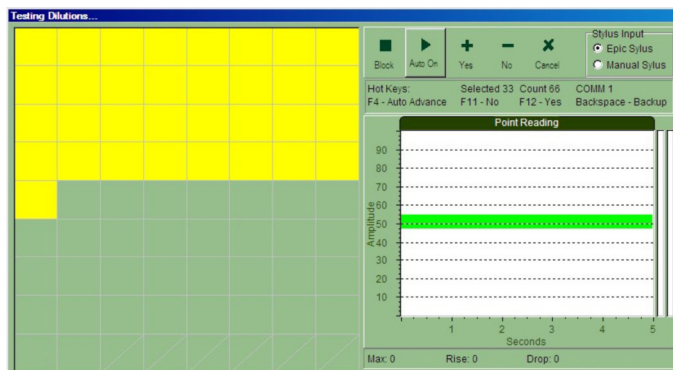 Testing Dilutions...
Block
Auto On
Yes
No
Cancel
Stylus Input
Epic Sylus
Manual Sylus
Hot Keys: Selected 33 Count 66 COMM 1
F4 - Auto Advance F11 - No F12 - Yes Backspace - Backup
Point Reading
90
80
70
60
50
40
30
20
10
Amplitude
1 2 3 4 5
Seconds
Max: 0 Rise: 0 Drop: 0